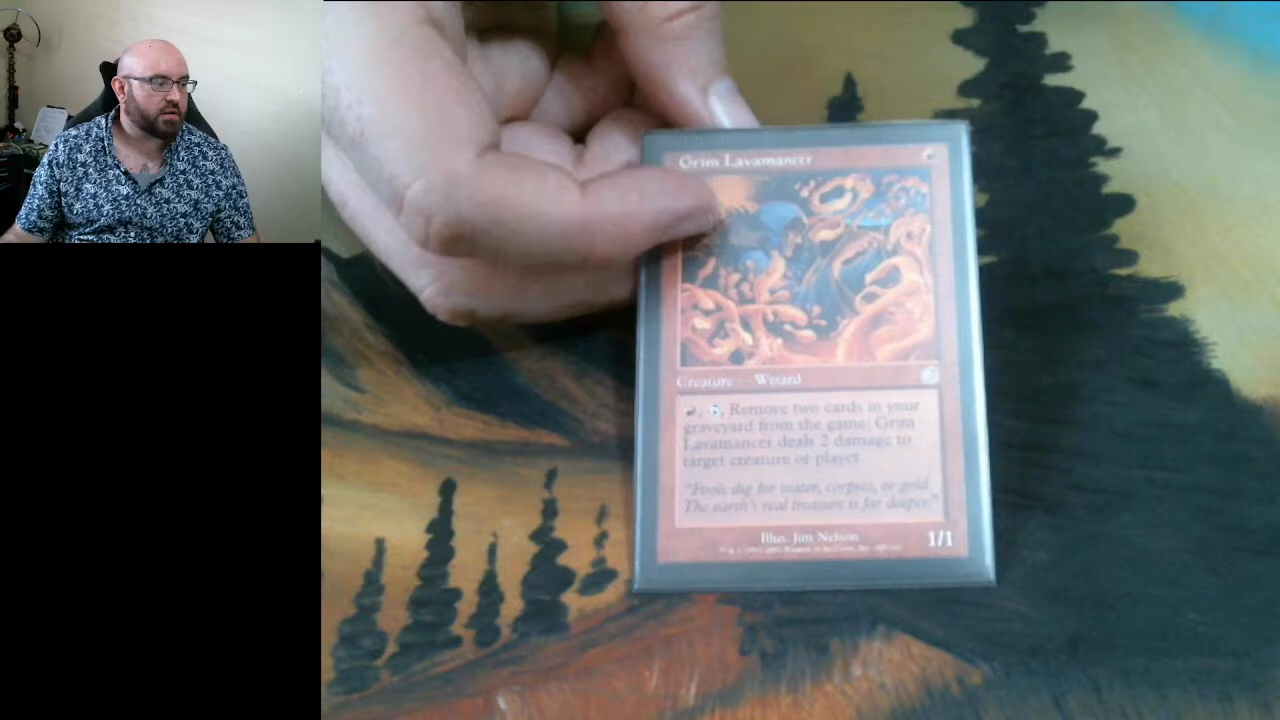 Grim Lavamancer
Creature — Wizard
, , Remove two cards in your
graveyard from the game: Grim
Lavamancer deals 2 damage to
target creature or player
"Fools dig for water, corpses, or gold.
The earth's real treasure is far deeper."
Illus. Jim Nelson
1/1